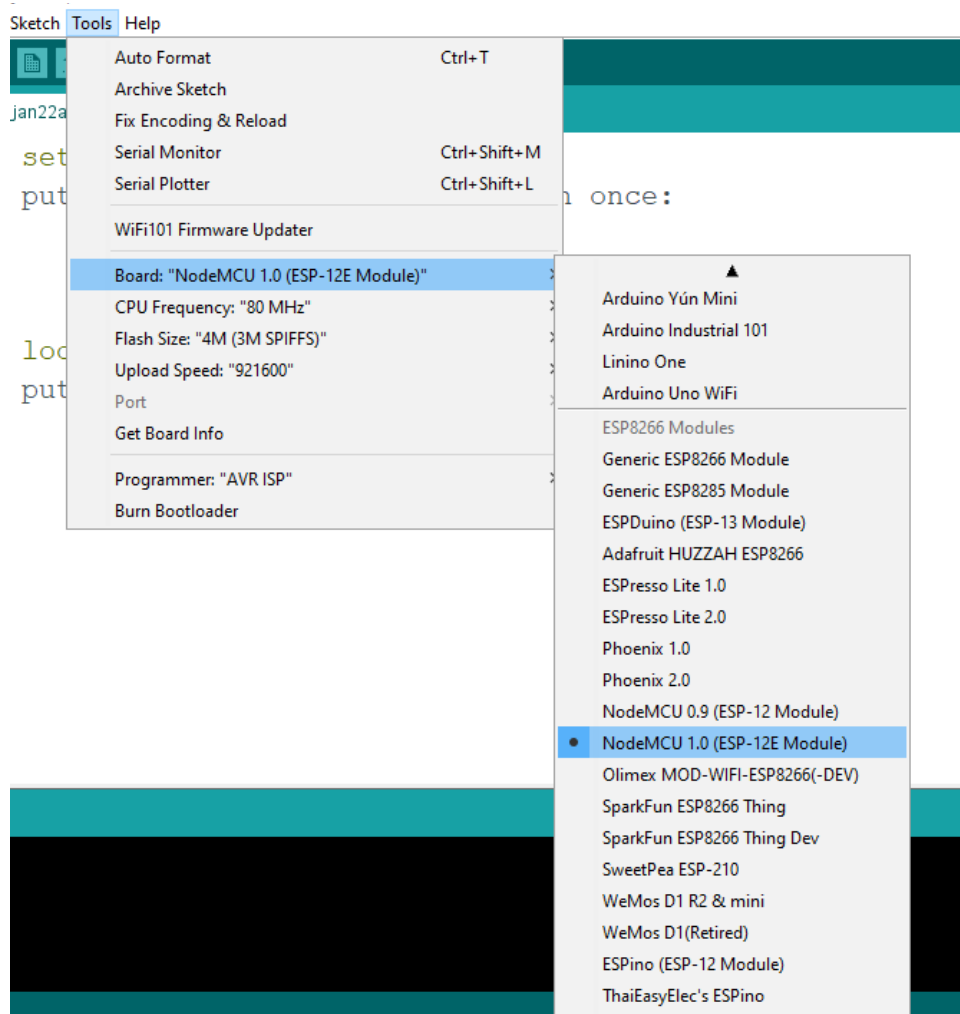 Sketch Tools Help
Auto Format Ctrl+T
Archive Sketch
jan22a
Fix Encoding & Reload
Serial Monitor Ctrl+Shift+M
Serial Plotter Ctrl+Shift+L
set
put
once:
WiFi101 Firmware Updater
Board: "NodeMCU 1.0 (ESP-12E Module)"
CPU Frequency: "80 MHz"
Flash Size: "4M (3M SPIFFS)"
Upload Speed: "921600"
Port
Get Board Info
loo
put
Programmer: "AVR ISP"
Burn Bootloader
Arduino Yún Mini
Arduino Industrial 101
Linino One
Arduino Uno WiFi
ESP8266 Modules
Generic ESP8266 Module
Generic ESP8285 Module
ESPDuino (ESP-13 Module)
Adafruit HUZZAH ESP8266
ESPresso Lite 1.0
ESPresso Lite 2.0
Phoenix 1.0
Phoenix 2.0
NodeMCU 0.9 (ESP-12 Module)
NodeMCU 1.0 (ESP-12E Module)
Olimex MOD-WIFI-ESP8266(-DEV)
SparkFun ESP8266 Thing
SparkFun ESP8266 Thing Dev
SweetPea ESP-210
WeMos D1 R2 & mini
WeMos D1(Retired)
ESPino (ESP-12 Module)
ThaiEasyElec's ESPino